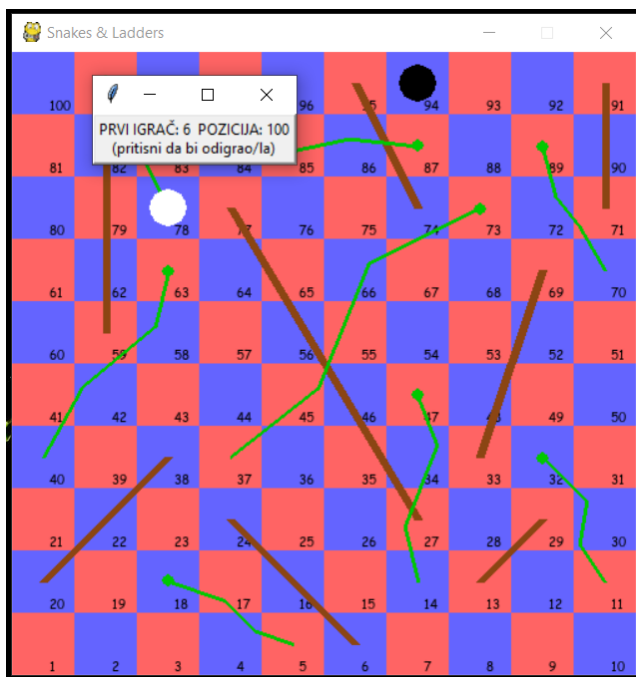 Snakes & Ladders
PRVI IGRAČ: 6 POZICIJA: 100
(pritisni da bi odigrao/la)
100 96 95 94 93 92 91
81 82 83 84 85 86 87 88 89 90
80 79 78 77 76 75 74 73 72 71
61 62 63 64 65 66 67 68 69 70
60 59 58 57 56 55 54 53 52 51
41 42 43 44 45 46 47 48 49 50
40 39 38 37 36 35 34 33 32 31
21 22 23 24 25 26 27 28 29 30
20 19 18 17 16 15 14 13 12 11
1 2 3 4 5 6 7 8 9 10